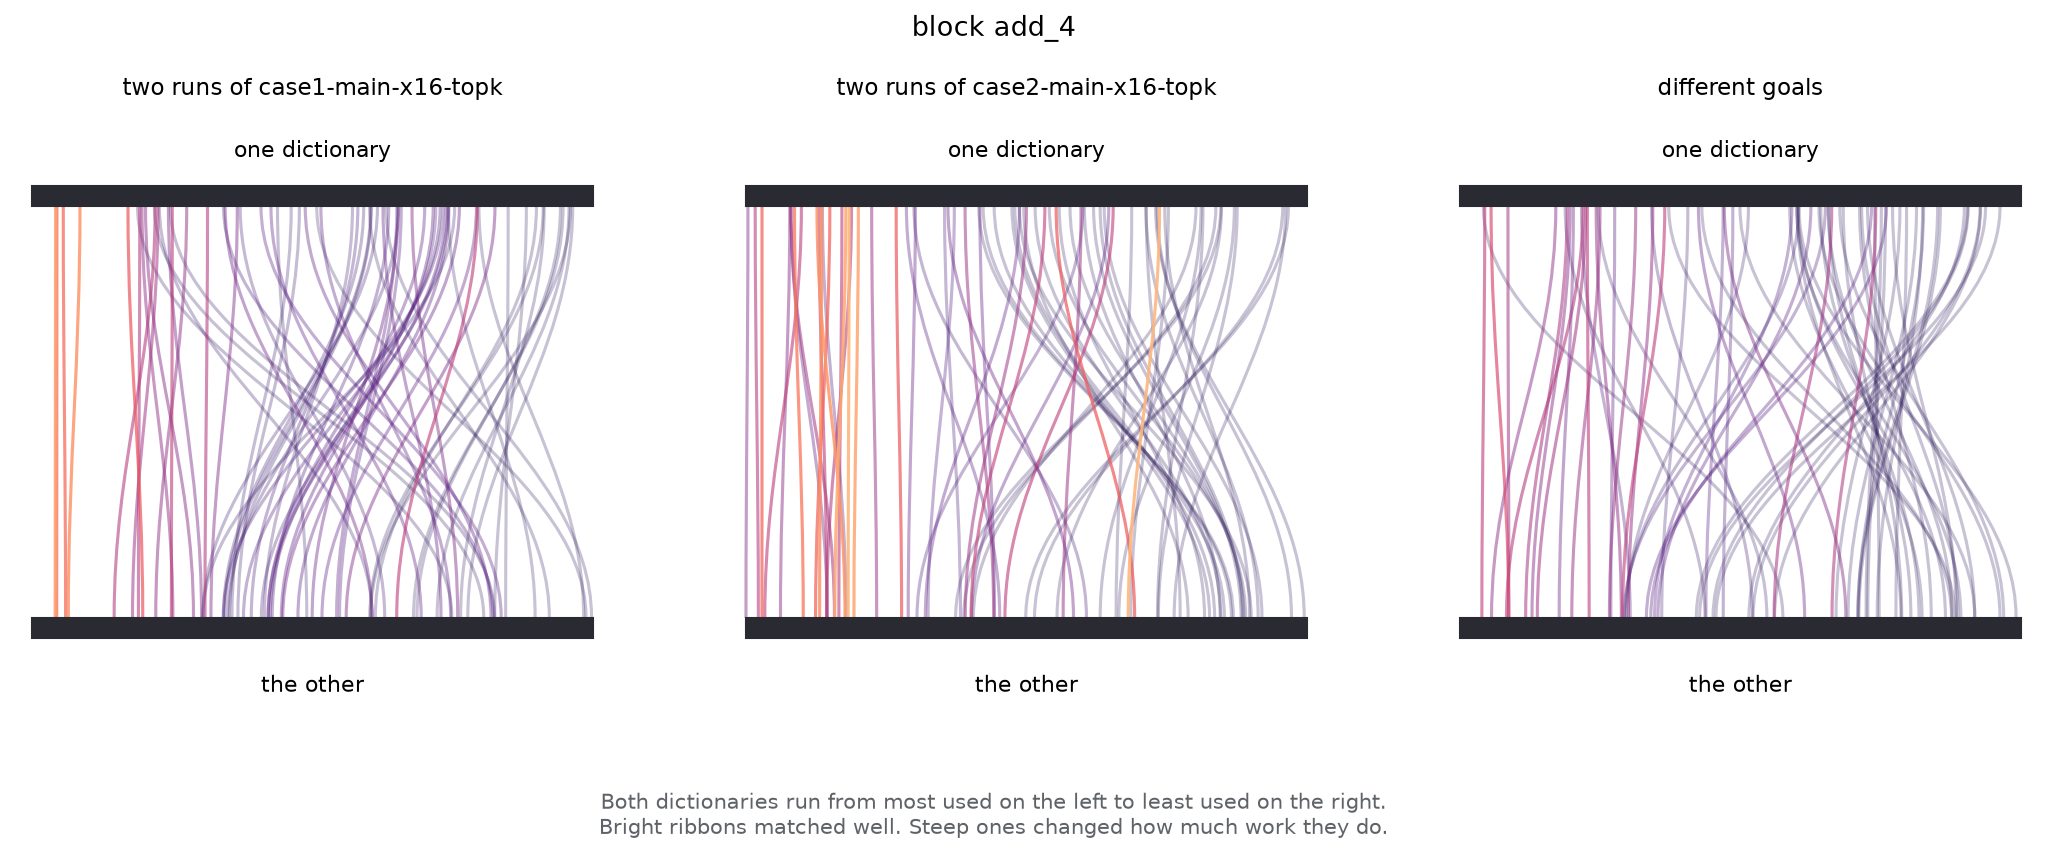 block add_4
two runs of case1-main-x16-topk
two runs of case2-main-x16-topk
different goals
one dictionary
one dictionary
one dictionary
the other
the other
the other
Both dictionaries run from most used on the left to least used on the right.
Bright ribbons matched well. Steep ones changed how much work they do.